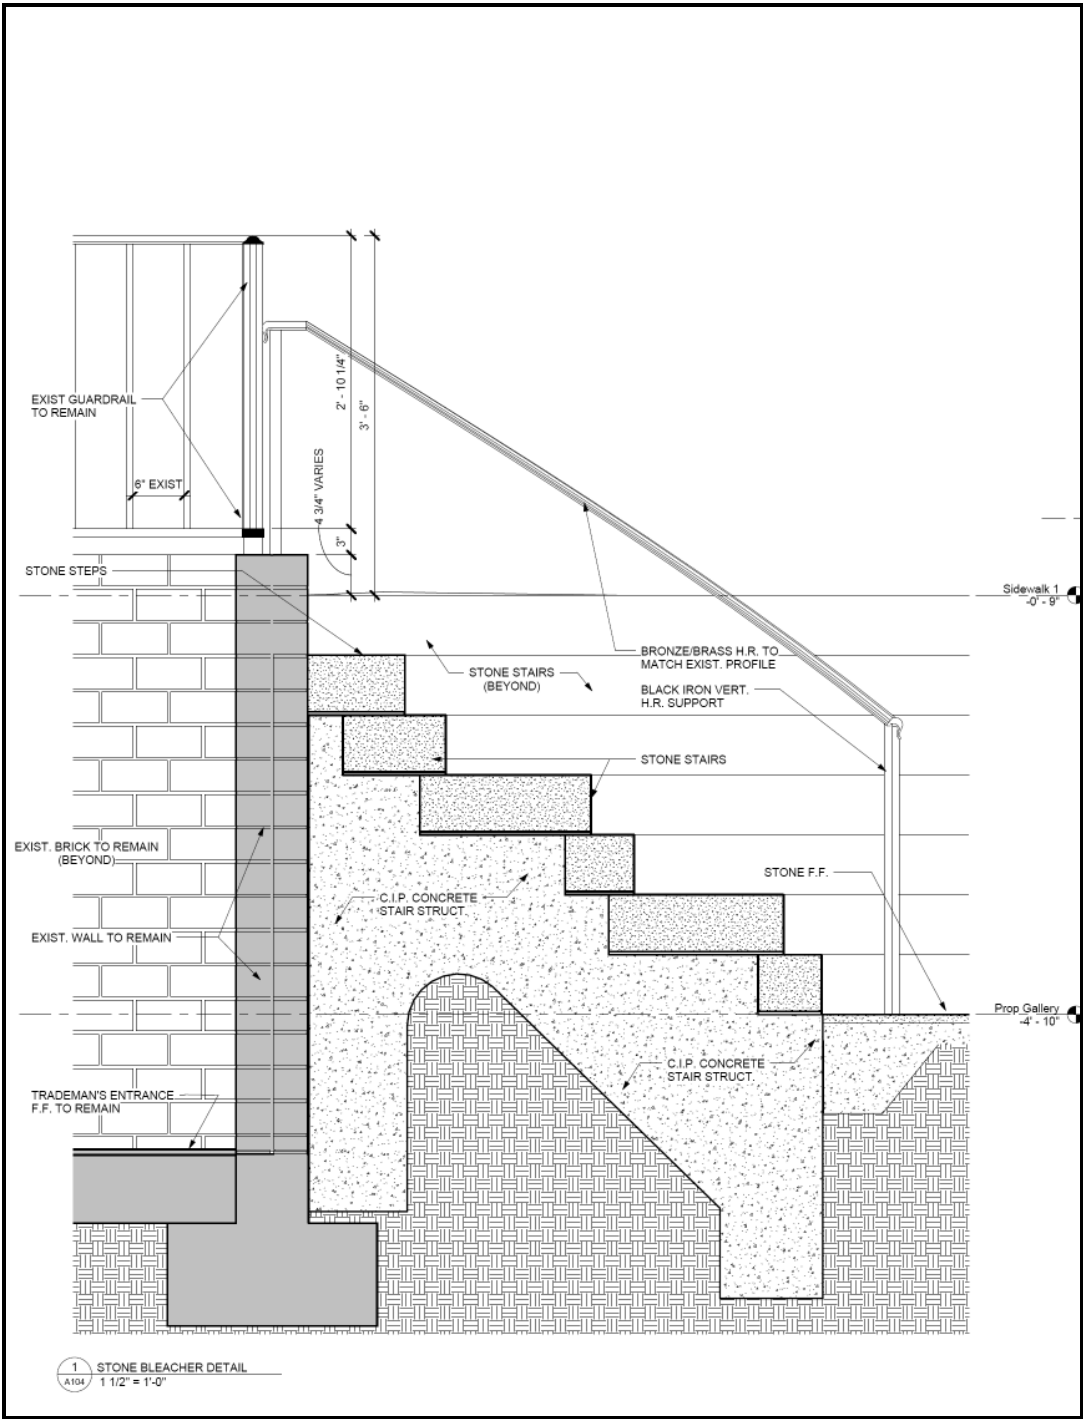 2' - 10 1/4"
3' - 6"
EXIST GUARDRAIL
TO REMAIN
6" EXIST
4 3/4" VARIES
3"
STONE STEPS
Sidewalk 1
-0' - 9"
BRONZE/BRASS H.R. TO
MATCH EXIST. PROFILE
STONE STAIRS
(BEYOND)
BLACK IRON VERT.
H.R. SUPPORT
STONE STAIRS
EXIST. BRICK TO REMAIN
(BEYOND)
STONE F.F.
C.I.P. CONCRETE
STAIR STRUCT.
EXIST. WALL TO REMAIN
Prop Gallery
-4' - 10"
C.I.P. CONCRETE
STAIR STRUCT.
TRADEMAN'S ENTRANCE
F.F. TO REMAIN
1
A104
STONE BLEACHER DETAIL
1 1/2" = 1'-0"